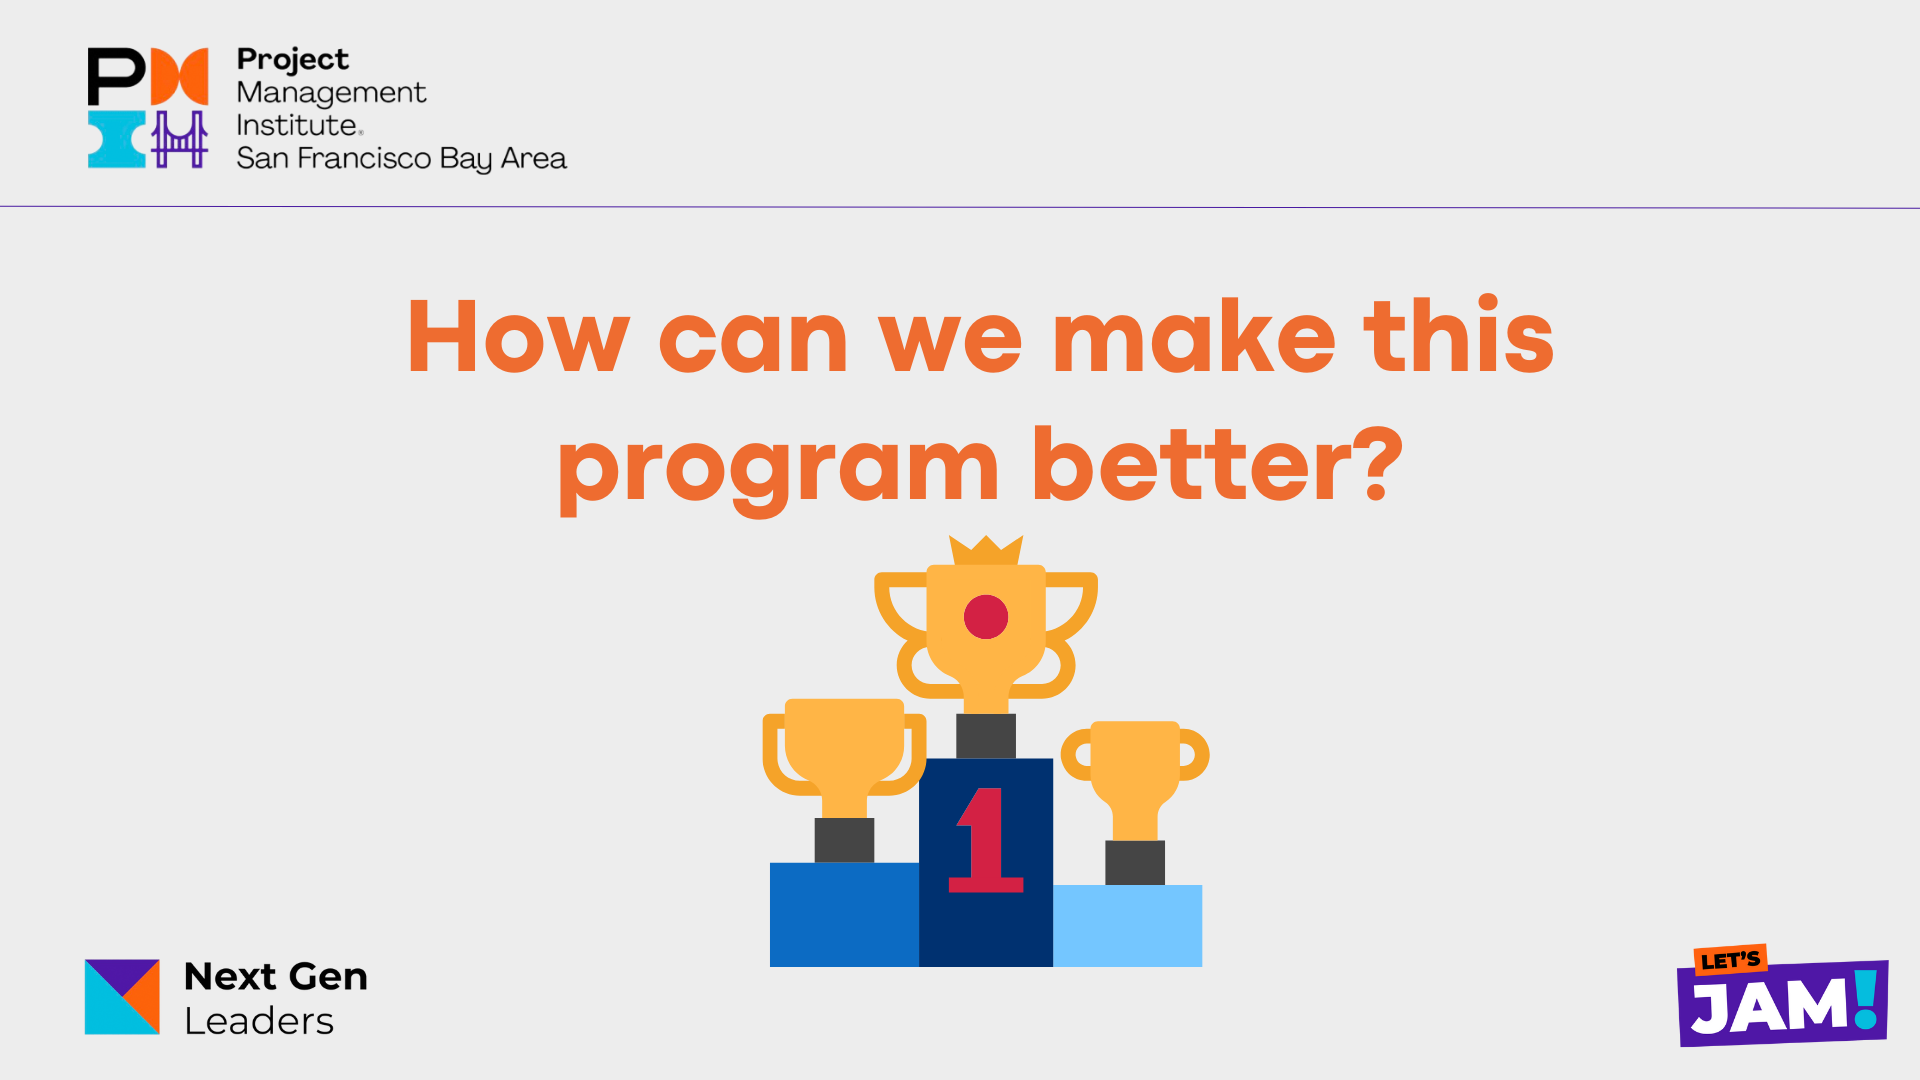 Project
Management
Institute®
San Francisco Bay Area
How can we make this
program better?
1
Next Gen
Leaders
LET'S
JAM!